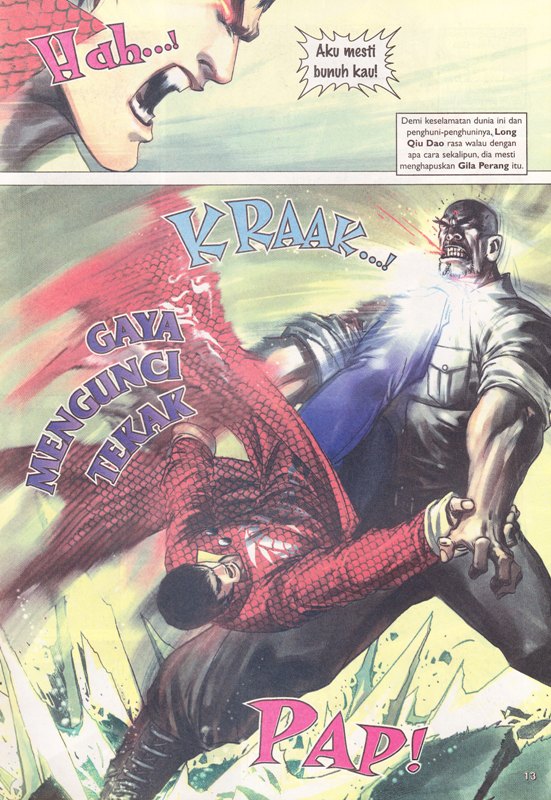 Hah...!
Aku mesti
bunuh kau!
Demi keselamatan dunia ini dan
penghuni-penghuninya, Long
Qiu Dao rasa walau dengan
apa cara sekalipun, dia mesti
menghapuskan Gila Perang itu.
KRAAK...!
GAYA
MENGUNCI
TEKAK
PAP!
13